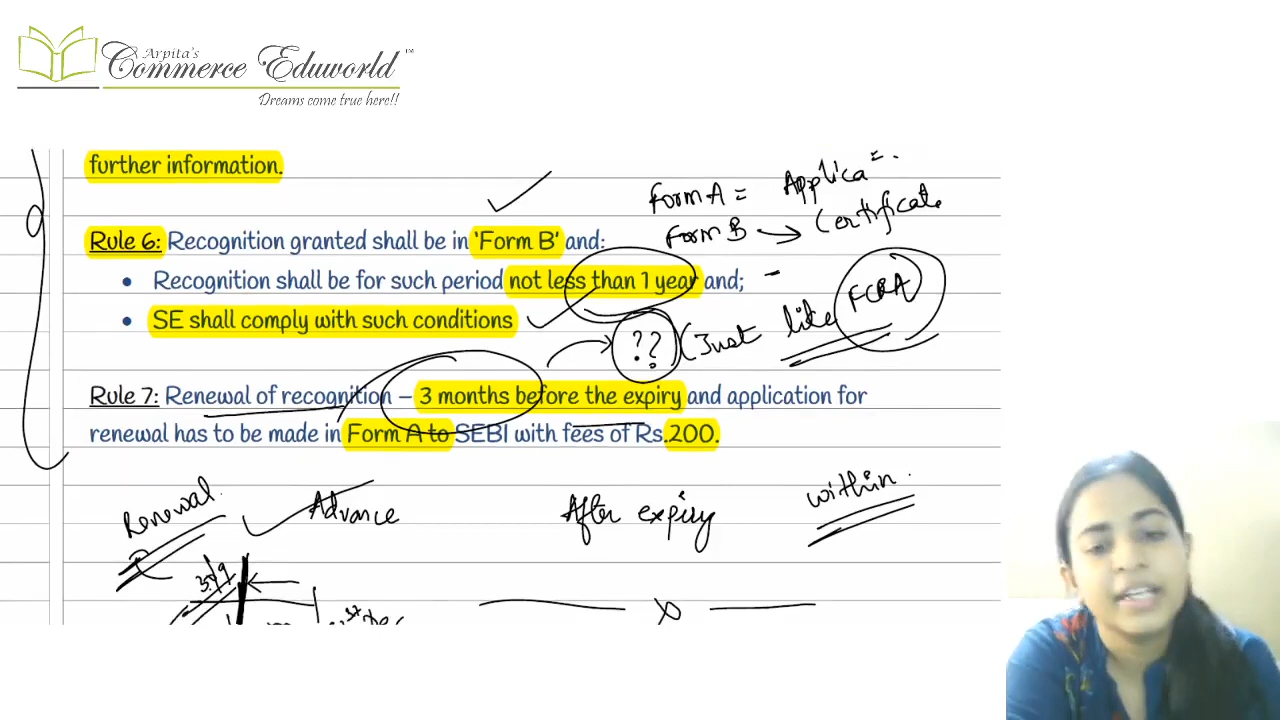 Arpita's
Commerce Eduworld™
Dreams come true here!!
further information.
Form A = Applica
Form B → Certificate
Rule 6: Recognition granted shall be in 'Form B' and:
• Recognition shall be for such period not less than 1 year and;
• SE shall comply with such conditions
?? (Just like FCRA)
Rule 7: Renewal of recognition – 3 months before the expiry and application for
renewal has to be made in Form A to SEBI with fees of Rs.200.
Renewal Advance After expiry within